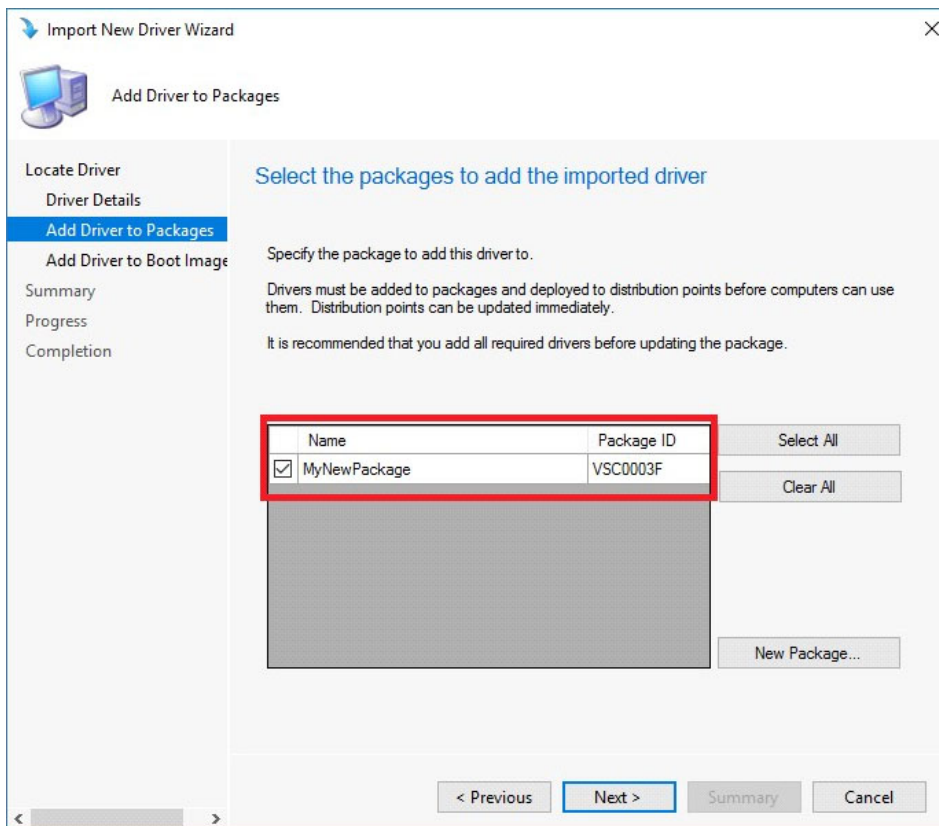 Import New Driver Wizard
Add Driver to Packages
Locate Driver
Driver Details
Add Driver to Packages
Add Driver to Boot Image
Summary
Progress
Completion
Select the packages to add the imported driver
Specify the package to add this driver to.
Drivers must be added to packages and deployed to distribution points before computers can use
them. Distribution points can be updated immediately.
It is recommended that you add all required drivers before updating the package.
Name Package ID
MyNewPackage VSC0003F
Select All
Clear All
New Package...
< Previous Next > Summary Cancel